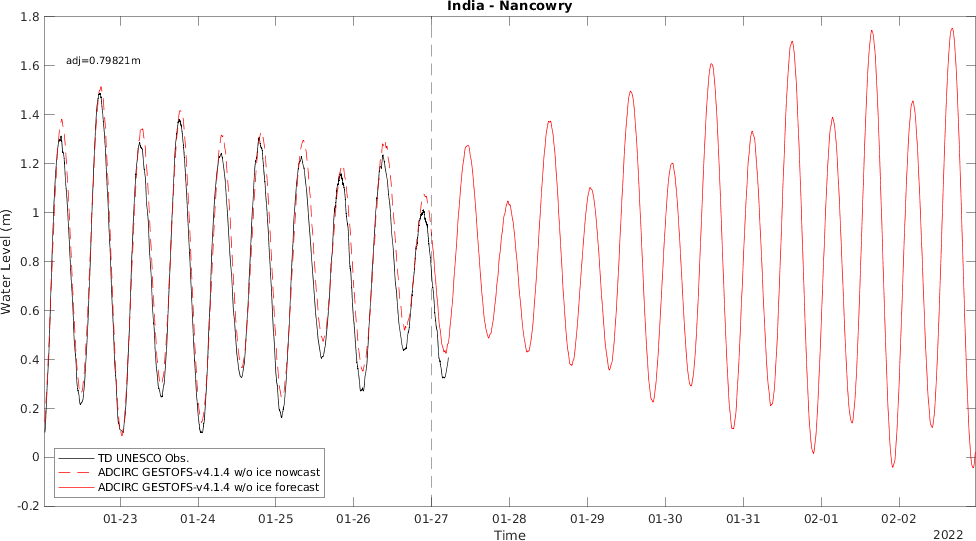 India - Nancowry
1.8
1.6
1.4
1.2
1
0.8
0.6
0.4
0.2
0
-0.2
Water Level (m)
adj=0.79821m
TD UNESCO Obs.
ADCIRC GESTOFS-v4.1.4 w/o ice nowcast
ADCIRC GESTOFS-v4.1.4 w/o ice forecast
01-23 01-24 01-25 01-26 01-27 01-28 01-29 01-30 01-31 02-01 02-02
Time
2022